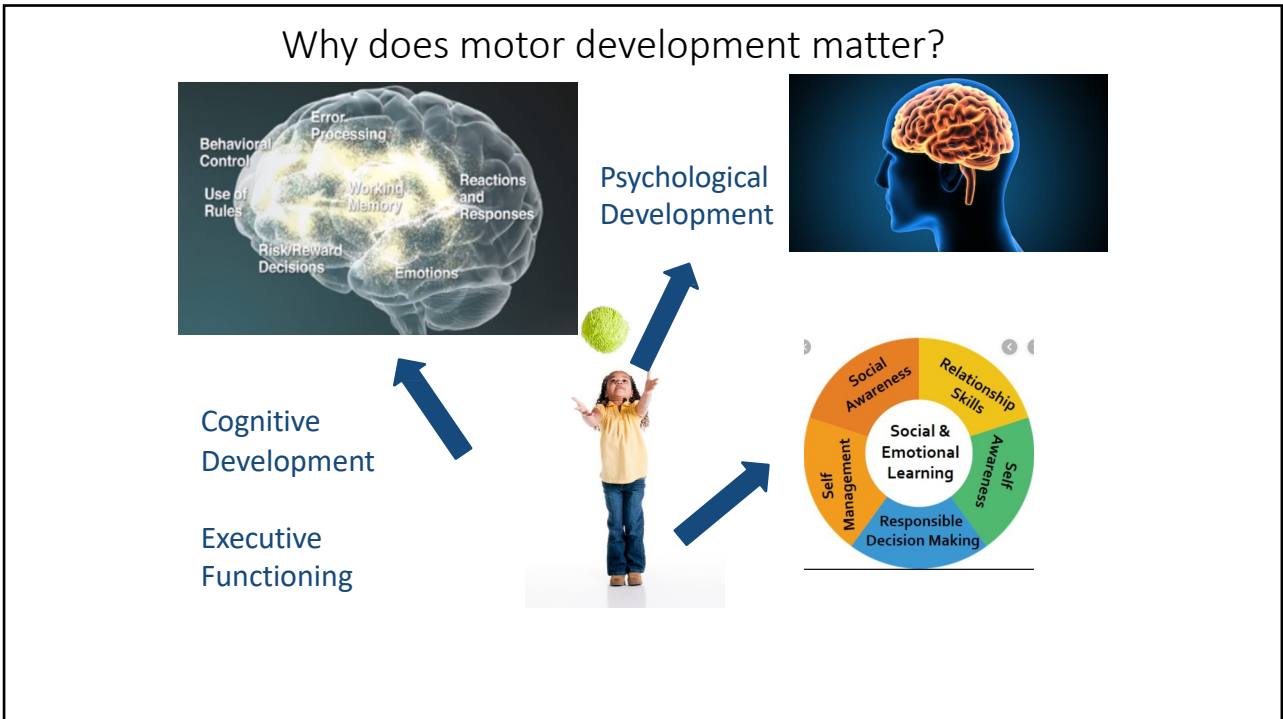 Why does motor development matter?
Error
Processing
Behavioral
Control
Use of
Rules
Working
Memory
Reactions
and
Responses
Risk/Reward
Decisions
Emotions
Psychological
Development
Cognitive
Development
Executive
Functioning
Social
Awareness
Relationship
Skills
Self
Awareness
Responsible
Decision Making
Self
Management
Social &
Emotional
Learning